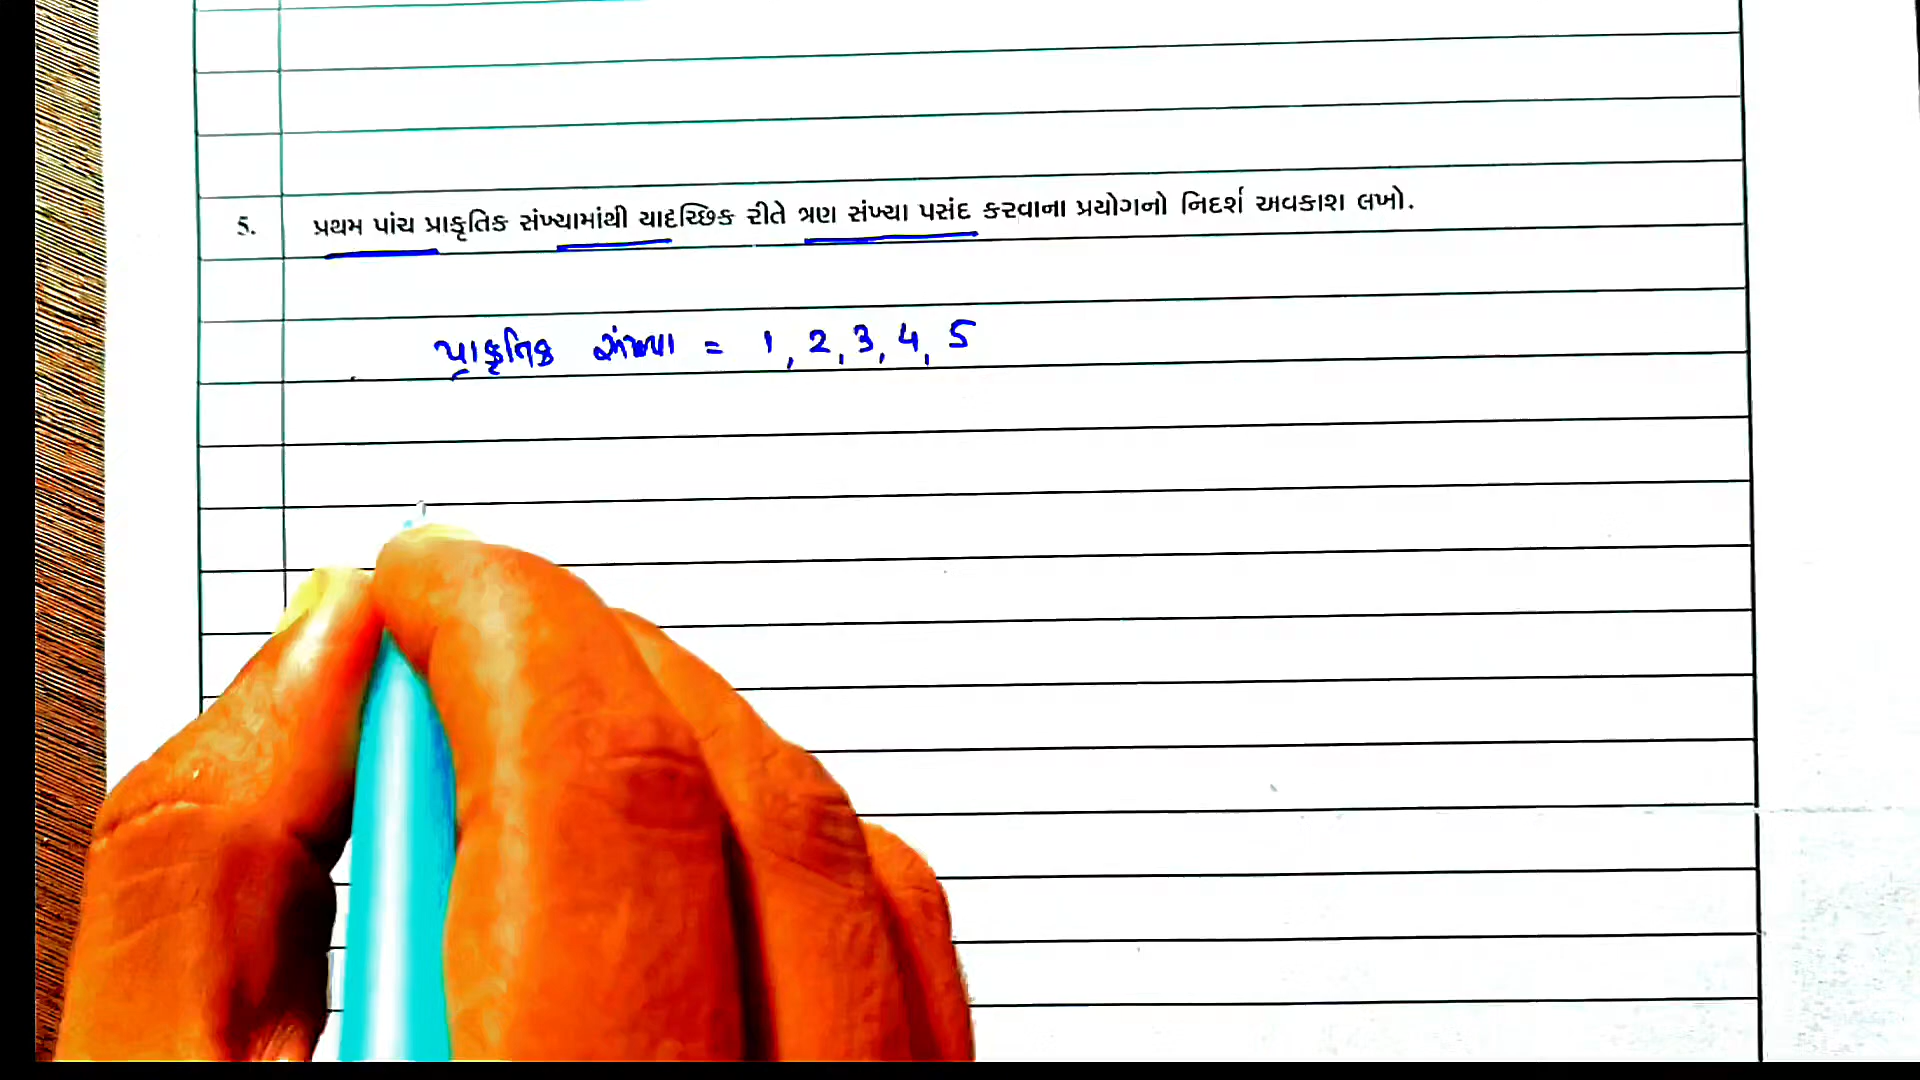 5. પ્રથમ પાંચ પ્રાકૃતિક સંખ્યામાંથી યાદૃચ્છિક રીતે ત્રણ સંખ્યા પસંદ કરવાના પ્રયોગનો નિદર્શ અવકાશ લખો.
પ્રાકૃતિક સંખ્યા = 1, 2, 3, 4, 5